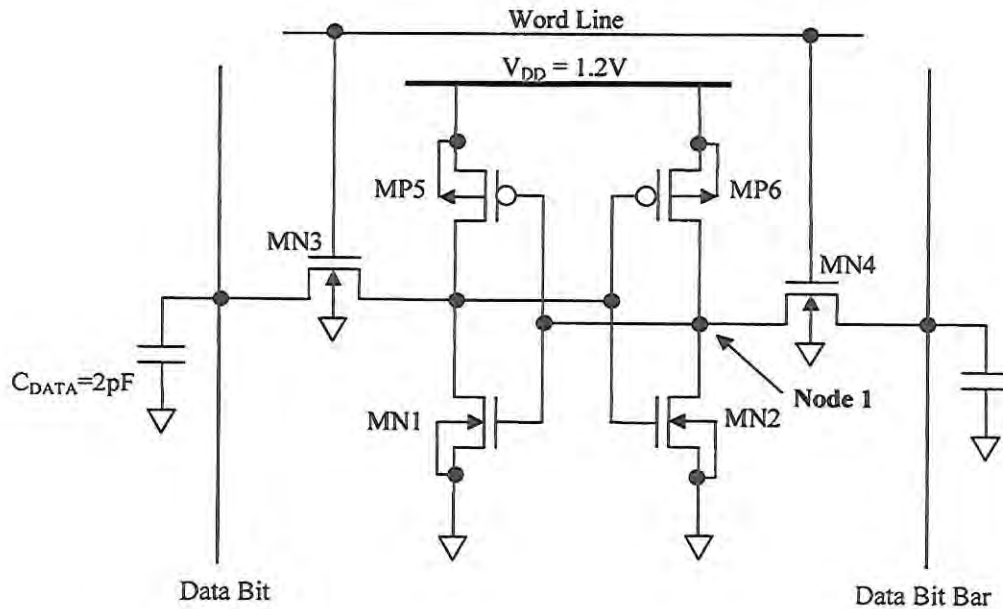 Word Line
V_DD = 1.2V
MP5
MP6
MN3
MN4
C_DATA=2pF
MN1
MN2
Node 1
Data Bit
Data Bit Bar